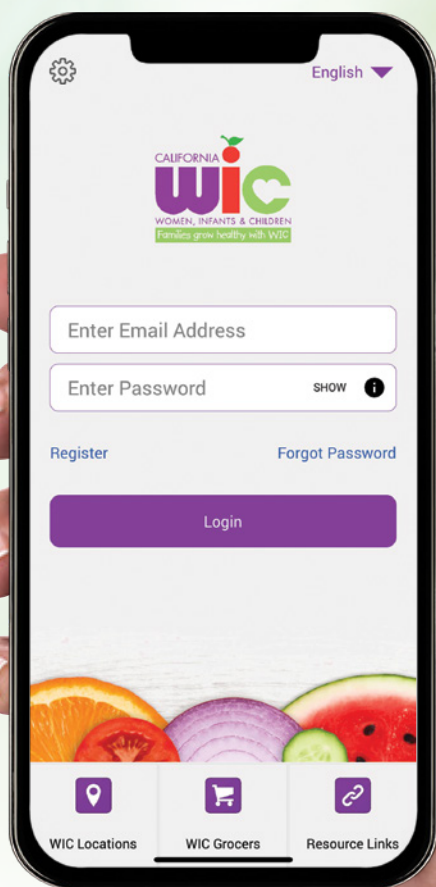 English
CALIFORNIA
wic
WOMEN, INFANTS & CHILDREN
Families grow healthy with WIC
Enter Email Address
Enter Password SHOW i
Register Forgot Password
Login
WIC Locations WIC Grocers Resource Links